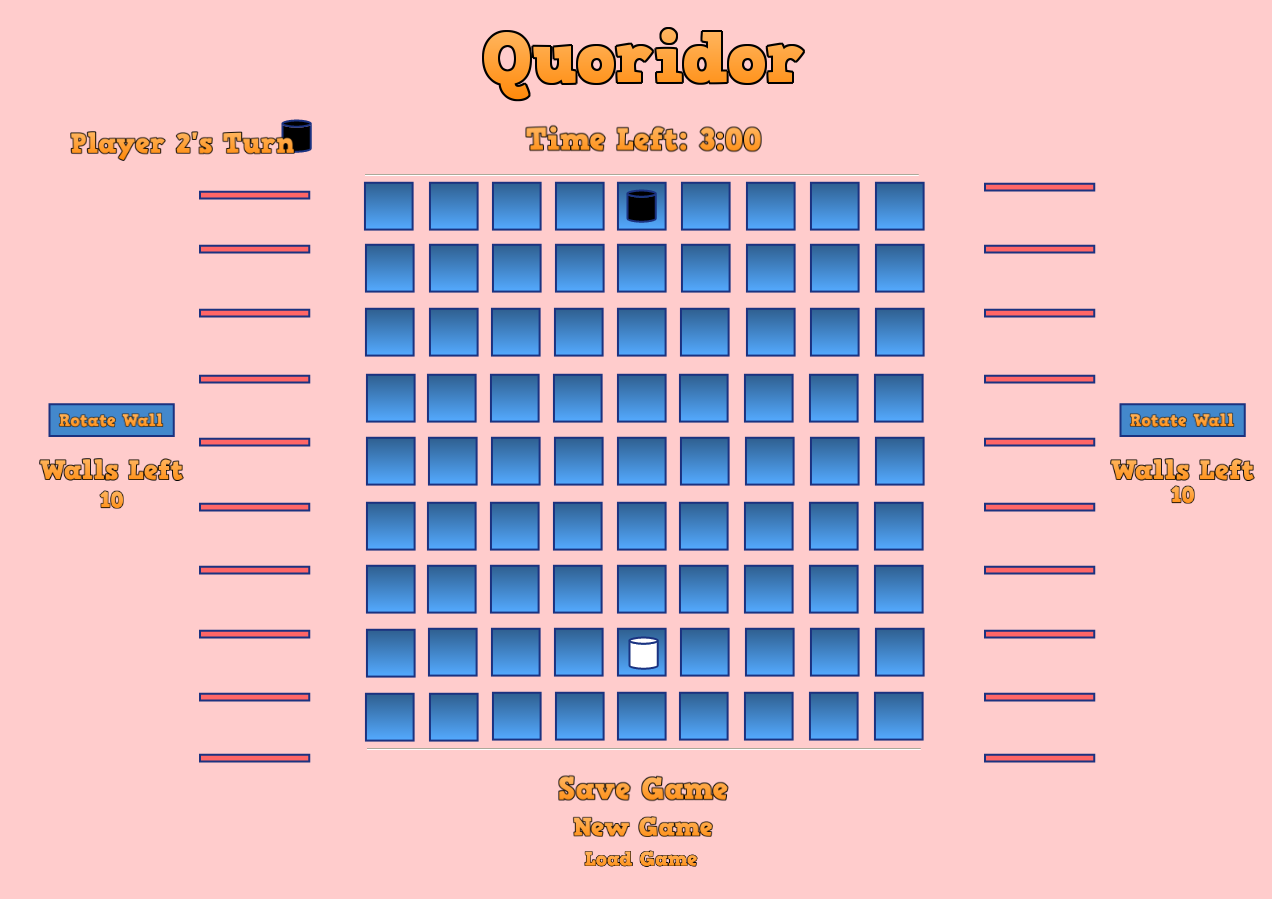 Quoridor
Player 2's Turn
Time Left: 3:00
Rotate Wall
Walls Left
10
Rotate Wall
Walls Left
10
Save Game
New Game
Load Game